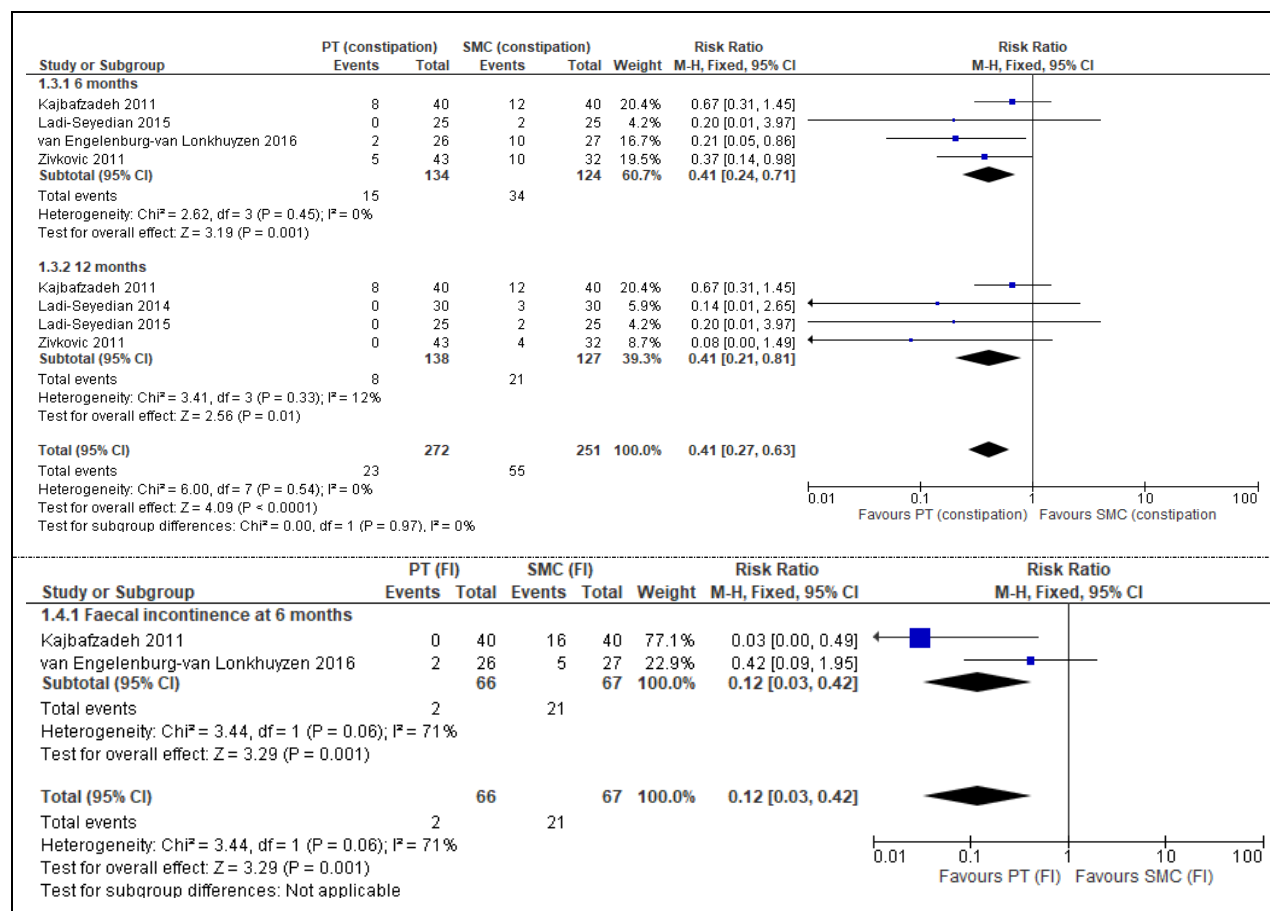 PT (constipation) SMC (constipation) Risk Ratio Risk Ratio
Study or Subgroup Events Total Events Total Weight M-H, Fixed, 95% CI M-H, Fixed, 95% CI
1.3.1 6 months
Kajbafzadeh 2011 8 40 12 40 20.4% 0.67 [0.31, 1.45]
Ladi-Seyedian 2015 0 25 2 25 4.2% 0.20 [0.01, 3.97]
van Engelenburg-van Lonkhuyzen 2016 2 26 10 27 16.7% 0.21 [0.05, 0.86]
Zivkovic 2011 5 43 10 32 19.5% 0.37 [0.14, 0.98]
Subtotal (95% CI) 134 124 60.7% 0.41 [0.24, 0.71]
Total events 15 34
Heterogeneity: Chi² = 2.62, df = 3 (P = 0.45); I² = 0%
Test for overall effect: Z = 3.19 (P = 0.001)
1.3.2 12 months
Kajbafzadeh 2011 8 40 12 40 20.4% 0.67 [0.31, 1.45]
Ladi-Seyedian 2014 0 30 3 30 5.9% 0.14 [0.01, 2.65]
Ladi-Seyedian 2015 0 25 2 25 4.2% 0.20 [0.01, 3.97]
Zivkovic 2011 0 43 4 32 8.7% 0.08 [0.00, 1.49]
Subtotal (95% CI) 138 127 39.3% 0.41 [0.21, 0.81]
Total events 8 21
Heterogeneity: Chi² = 3.41, df = 3 (P = 0.33); I² = 12%
Test for overall effect: Z = 2.56 (P = 0.01)
Total (95% CI) 272 251 100.0% 0.41 [0.27, 0.63]
Total events 23 55
Heterogeneity: Chi² = 6.00, df = 7 (P = 0.54); I² = 0%
Test for overall effect: Z = 4.09 (P < 0.0001)
Test for subgroup differences: Chi² = 0.00, df = 1 (P = 0.97), I² = 0%
0.01 0.1 1 10 100
Favours PT (constipation) Favours SMC (constipation
PT (FI) SMC (FI) Risk Ratio Risk Ratio
Study or Subgroup Events Total Events Total Weight M-H, Fixed, 95% CI M-H, Fixed, 95% CI
1.4.1 Faecal incontinence at 6 months
Kajbafzadeh 2011 0 40 16 40 77.1% 0.03 [0.00, 0.49]
van Engelenburg-van Lonkhuyzen 2016 2 26 5 27 22.9% 0.42 [0.09, 1.95]
Subtotal (95% CI) 66 67 100.0% 0.12 [0.03, 0.42]
Total events 2 21
Heterogeneity: Chi² = 3.44, df = 1 (P = 0.06); I² = 71%
Test for overall effect: Z = 3.29 (P = 0.001)
Total (95% CI) 66 67 100.0% 0.12 [0.03, 0.42]
Total events 2 21
Heterogeneity: Chi² = 3.44, df = 1 (P = 0.06); I² = 71%
Test for overall effect: Z = 3.29 (P = 0.001)
Test for subgroup differences: Not applicable
0.01 0.1 1 10 100
Favours PT (FI) Favours SMC (FI)